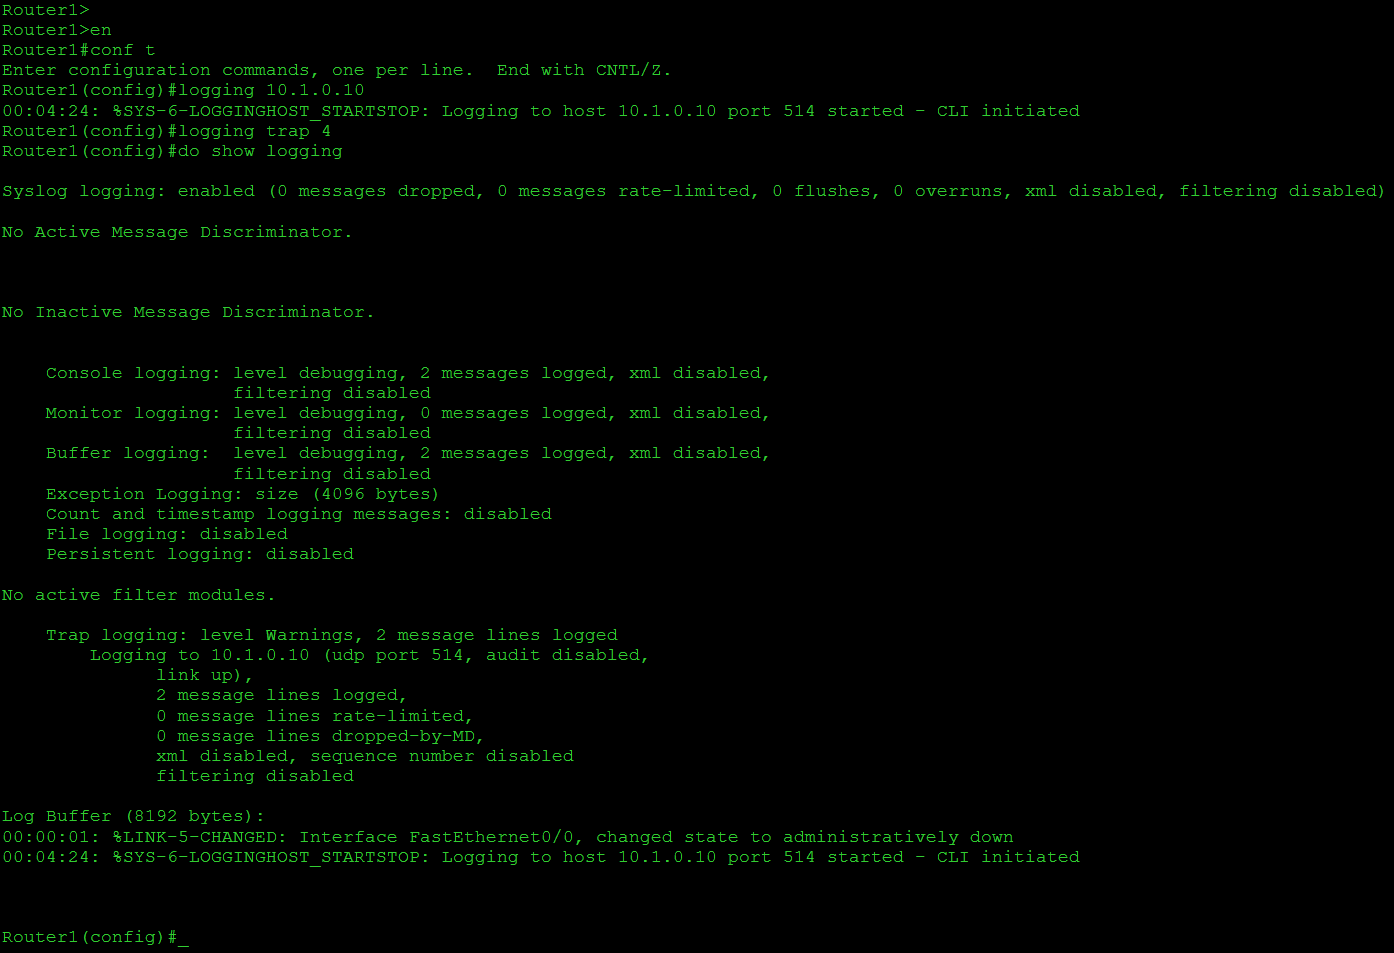 Router1>
Router1>en
Router1#conf t
Enter configuration commands, one per line.  End with CNTL/Z.
Router1(config)#logging 10.1.0.10
00:04:24: %SYS-6-LOGGINGHOST_STARTSTOP: Logging to host 10.1.0.10 port 514 started - CLI initiated
Router1(config)#logging trap 4
Router1(config)#do show logging
Syslog logging: enabled (0 messages dropped, 0 messages rate-limited, 0 flushes, 0 overruns, xml disabled, filtering disabled)
No Active Message Discriminator.
No Inactive Message Discriminator.
    Console logging: level debugging, 2 messages logged, xml disabled,
                     filtering disabled
    Monitor logging: level debugging, 0 messages logged, xml disabled,
                     filtering disabled
    Buffer logging:  level debugging, 2 messages logged, xml disabled,
                     filtering disabled
    Exception Logging: size (4096 bytes)
    Count and timestamp logging messages: disabled
    File logging: disabled
    Persistent logging: disabled
No active filter modules.
    Trap logging: level Warnings, 2 message lines logged
        Logging to 10.1.0.10 (udp port 514, audit disabled,
              link up),
              2 message lines logged,
              0 message lines rate-limited,
              0 message lines dropped-by-MD,
              xml disabled, sequence number disabled
              filtering disabled
Log Buffer (8192 bytes):
00:00:01: %LINK-5-CHANGED: Interface FastEthernet0/0, changed state to administratively down
00:04:24: %SYS-6-LOGGINGHOST_STARTSTOP: Logging to host 10.1.0.10 port 514 started - CLI initiated
Router1(config)#_